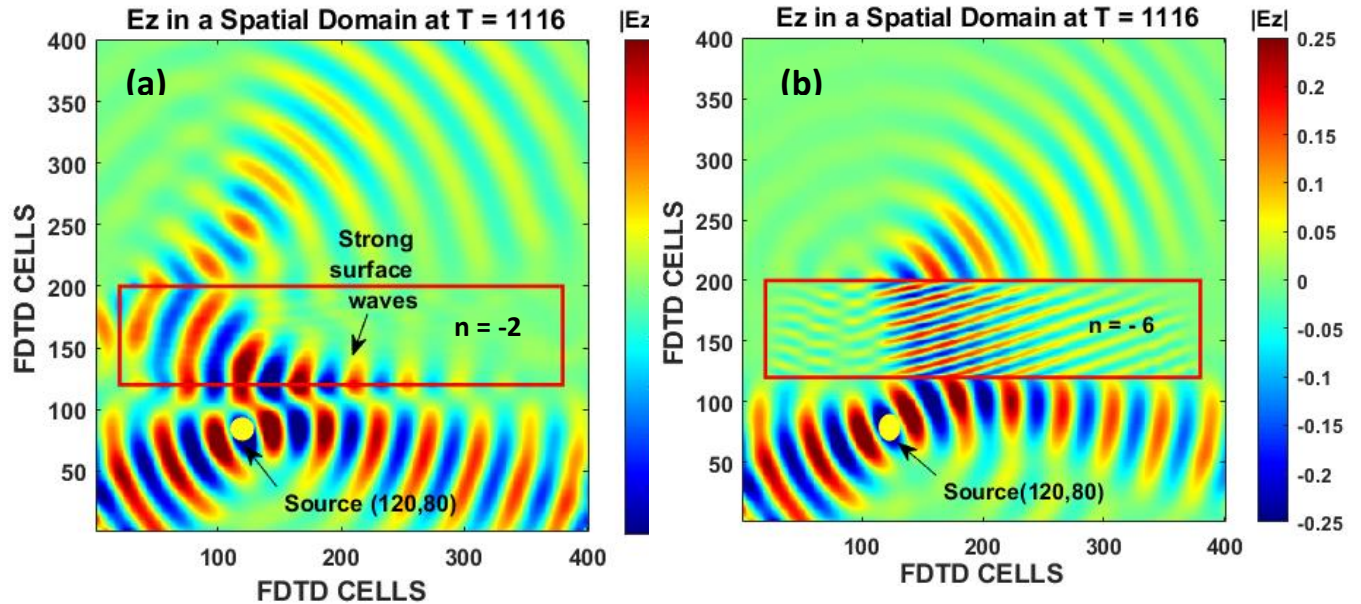 Ez in a Spatial Domain at T = 1116
|Ez
(a)
400
350
300
250
200
150
100
50
FDTD CELLS
Strong
surface
waves
n = -2
Source (120,80)
100
200
300
400
FDTD CELLS
Ez in a Spatial Domain at T = 1116
|Ez|
(b)
400
350
300
250
200
150
100
50
FDTD CELLS
n = - 6
Source(120,80)
100
200
300
400
FDTD CELLS
0.25
0.2
0.15
0.1
0.05
0
-0.05
-0.1
-0.15
-0.2
-0.25